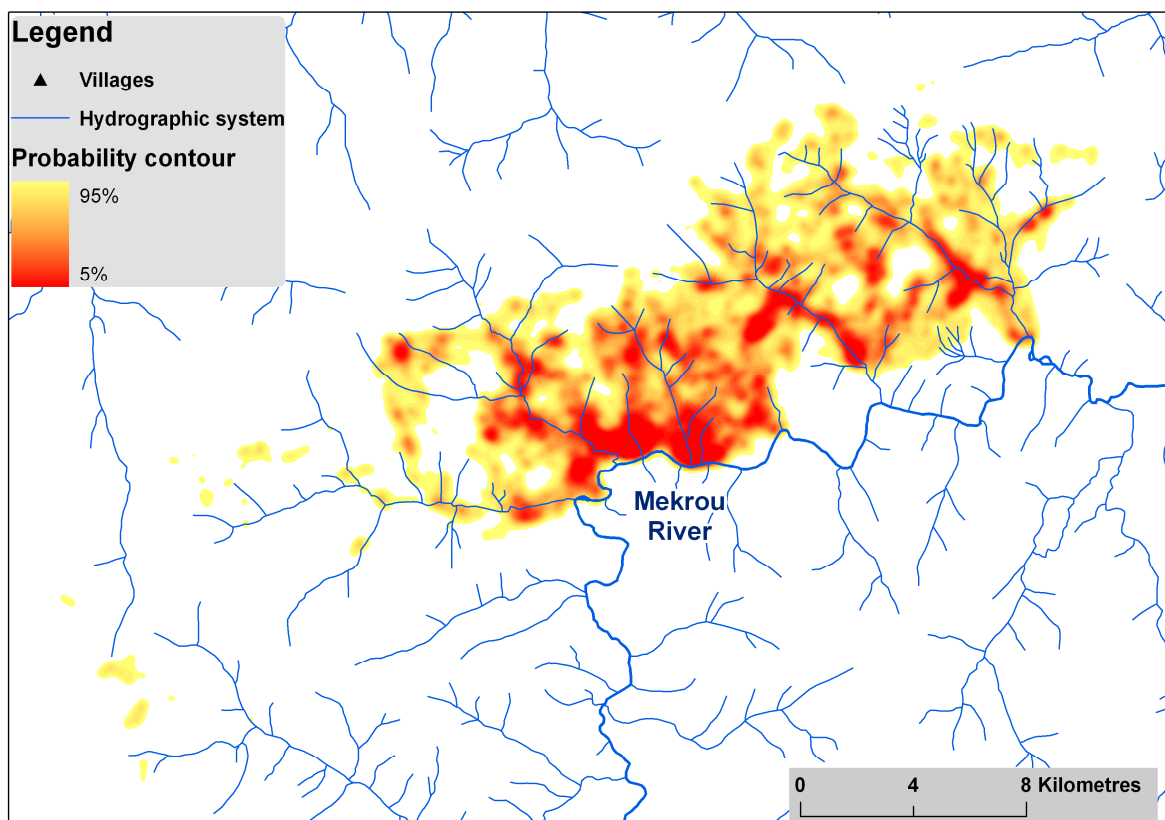 Legend
Villages
Hydrographic system
Probability contour
95%
5%
Mekrou
River
0 4 8 Kilometres